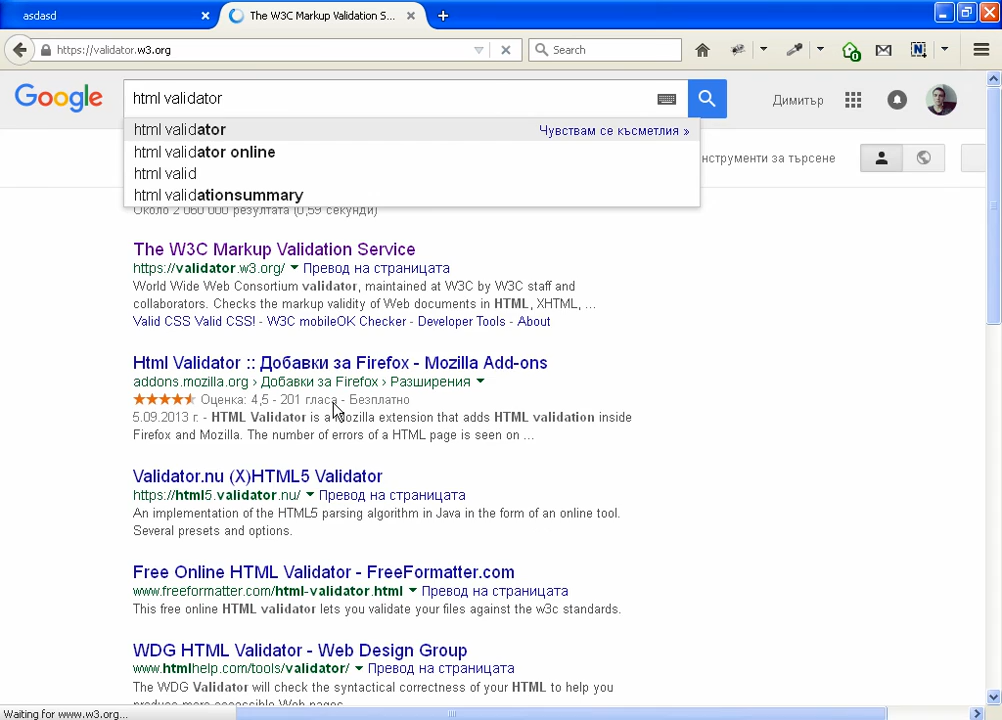 asdasd
The W3C Markup Validation S...
https://validator.w3.org
Search
Google
html validator
Димитър
html validator
Чувствам се късметлия »
html validator online
html valid
html validationsummary
нструменти за търсене
Около 2 060 000 резултата (0,59 секунди)
The W3C Markup Validation Service
https://validator.w3.org/ Превод на страницата
World Wide Web Consortium validator, maintained at W3C by W3C staff and
collaborators. Checks the markup validity of Web documents in HTML, XHTML, ...
Valid CSS Valid CSS! - W3C mobileOK Checker - Developer Tools - About
Html Validator :: Добавки за Firefox - Mozilla Add-ons
addons.mozilla.org › Добавки за Firefox › Разширения
Оценка: 4,5 - 201 гласа - Безплатно
5.09.2013 г. - HTML Validator is a Mozilla extension that adds HTML validation inside
Firefox and Mozilla. The number of errors of a HTML page is seen on ...
Validator.nu (X)HTML5 Validator
https://html5.validator.nu/ Превод на страницата
An implementation of the HTML5 parsing algorithm in Java in the form of an online tool.
Several presets and options.
Free Online HTML Validator - FreeFormatter.com
www.freeformatter.com/html-validator.html Превод на страницата
This free online HTML validator lets you validate your files against the w3c standards.
WDG HTML Validator - Web Design Group
www.htmlhelp.com/tools/validator/ Превод на страницата
The WDG Validator will check the syntactical correctness of your HTML to help you
produce more accessible Web pages.
Waiting for www.w3.org...